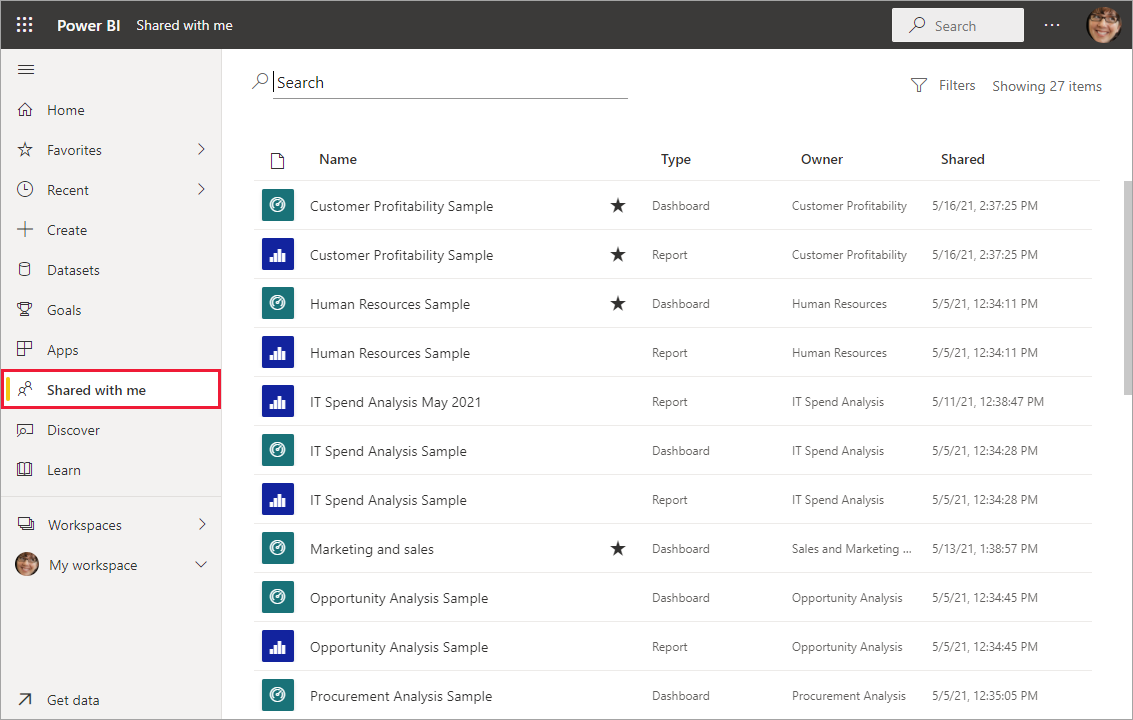 Power BI Shared with me Search ...
Home
Favorites
Recent
Create
Datasets
Goals
Apps
Shared with me
Discover
Learn
Workspaces
My workspace
Get data
Search
Filters Showing 27 items
Name Type Owner Shared
Customer Profitability Sample Dashboard Customer Profitability 5/16/21, 2:37:25 PM
Customer Profitability Sample Report Customer Profitability 5/16/21, 2:37:25 PM
Human Resources Sample Dashboard Human Resources 5/5/21, 12:34:11 PM
Human Resources Sample Report Human Resources 5/5/21, 12:34:11 PM
IT Spend Analysis May 2021 Report IT Spend Analysis 5/11/21, 12:38:47 PM
IT Spend Analysis Sample Dashboard IT Spend Analysis 5/5/21, 12:34:28 PM
IT Spend Analysis Sample Report IT Spend Analysis 5/5/21, 12:34:28 PM
Marketing and sales Dashboard Sales and Marketing ... 5/13/21, 1:38:57 PM
Opportunity Analysis Sample Dashboard Opportunity Analysis 5/5/21, 12:34:45 PM
Opportunity Analysis Sample Report Opportunity Analysis 5/5/21, 12:34:45 PM
Procurement Analysis Sample Dashboard Procurement Analysis 5/5/21, 12:35:05 PM